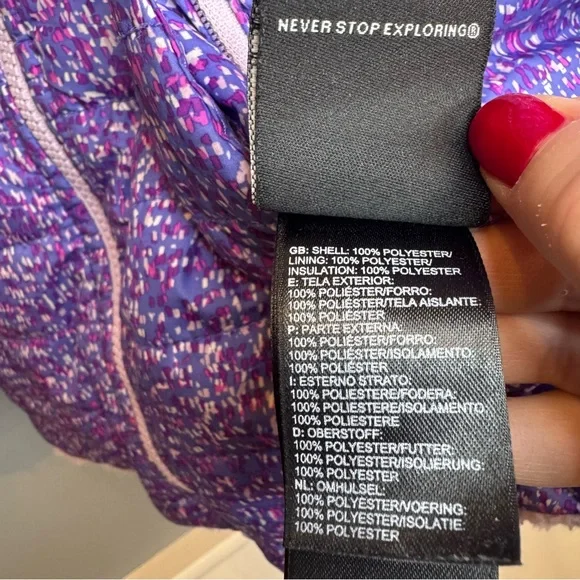 NEVER STOP EXPLORING®
GB: SHELL: 100% POLYESTER/
LINING: 100% POLYESTER/
INSULATION: 100% POLYESTER
E: TELA EXTERIOR:
100% POLIÉSTER/FORRO:
100% POLIÉSTER/TELA AISLANTE:
100% POLIÉSTER
P: PARTE EXTERNA:
100% POLIÉSTER/FORRO:
100% POLIÉSTER/ISOLAMENTO:
100% POLIÉSTER
I: ESTERNO STRATO:
100% POLIESTERE/FODERA:
100% POLIESTERE/ISOLAMENTO:
100% POLIESTERE
D: OBERSTOFF:
100% POLYESTER/FUTTER:
100% POLYESTER/ISOLIERUNG:
100% POLYESTER
NL: OMHULSEL:
100% POLYESTER/VOERING:
100% POLYESTER/ISOLATIE:
100% POLYESTER